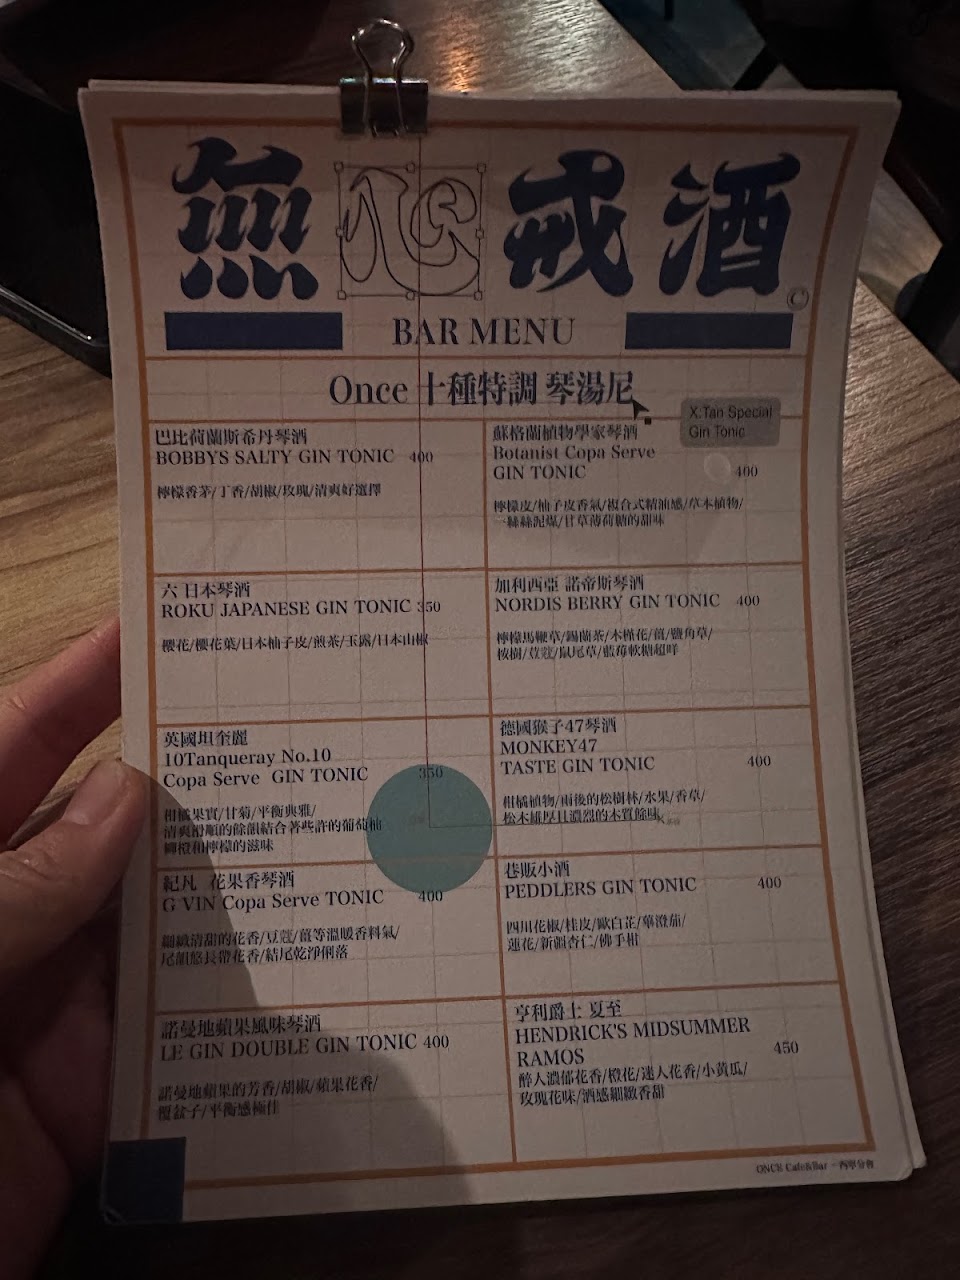 無心戒酒
©
BAR MENU
Once 十種特調 琴湯尼
X:Tan Special
Gin Tonic
巴比荷蘭斯希丹琴酒
BOBBYS SALTY GIN TONIC 400
檸檬香茅/丁香/胡椒/玫瑰/清爽好選擇
蘇格蘭植物學家琴酒
Botanist Copa Serve
GIN TONIC 400
檸檬皮/柚子皮香氣/複合式精油感/草本植物/
一絲絲泥煤/甘草薄荷糖的甜味
六 日本琴酒
ROKU JAPANESE GIN TONIC 350
櫻花/櫻花葉/日本柚子皮/煎茶/玉露/日本山椒
加利西亞 諾帝斯琴酒
NORDIS BERRY GIN TONIC 400
檸檬馬鞭草/錫蘭茶/木槿花/薑/鹽角草/
桉樹/荳蔻/鼠尾草/藍莓軟糖超咩
英國坦奎麗
10Tanqueray No.10
Copa Serve GIN TONIC 350
柑橘果實/甘菊/平衡典雅/
清爽滑順的餘韻結合著些許的葡萄柚
柳橙和檸檬的滋味
德國猴子47琴酒
MONKEY47
TASTE GIN TONIC 400
柑橘植物/雨後的松樹林/水果/香草/
松木雄厚且濃烈的木質餘味
紀凡 花果香琴酒
G'VIN Copa Serve TONIC 400
細緻清甜的花香/豆蔻/薑等溫暖香料氣/
尾韻悠長帶花香/結尾乾淨俐落
巷販小酒
PEDDLERS GIN TONIC 400
四川花椒/桂皮/歐白芷/蓽澄茄/
蓮花/新疆杏仁/佛手柑
諾曼地蘋果風味琴酒
LE GIN DOUBLE GIN TONIC 400
諾曼地蘋果的芳香/胡椒/蘋果花香/
覆盆子/平衡感極佳
亨利爵士 夏至
HENDRICK'S MIDSUMMER
RAMOS 450
醉人濃郁花香/橙花/迷人花香/小黃瓜/
玫瑰花味/酒感細緻香甜
ONCE Cafe&Bar 一西寧分會